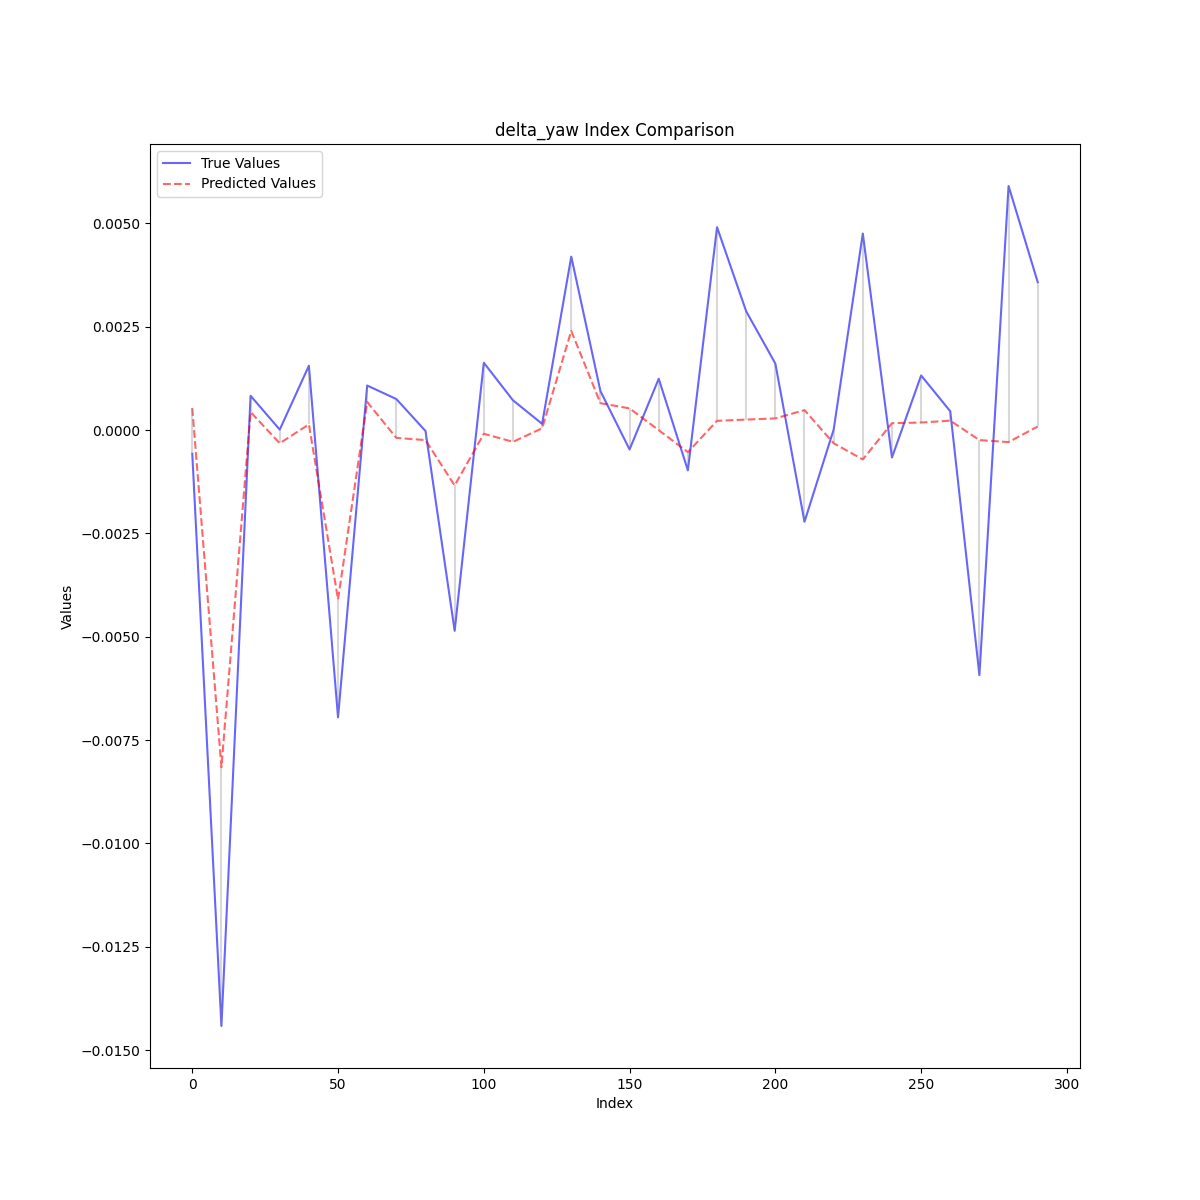 delta_yaw Index Comparison
True Values
Predicted Values
0.0050
0.0025
0.0000
−0.0025
−0.0050
−0.0075
−0.0100
−0.0125
−0.0150
Values
0 50 100 150 200 250 300
Index